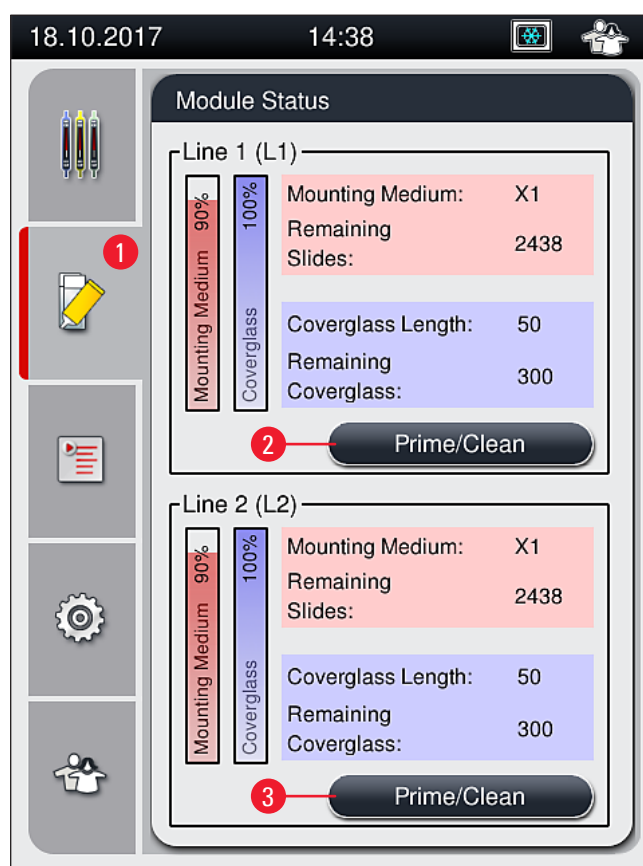 18.10.2017 14:38
Module Status
1
Line 1 (L1)
Mounting Medium 90%
Coverglass 100%
Mounting Medium: X1
Remaining
Slides: 2438
Coverglass Length: 50
Remaining
Coverglass: 300
2 Prime/Clean
Line 2 (L2)
Mounting Medium 90%
Coverglass 100%
Mounting Medium: X1
Remaining
Slides: 2438
Coverglass Length: 50
Remaining
Coverglass: 300
3 Prime/Clean